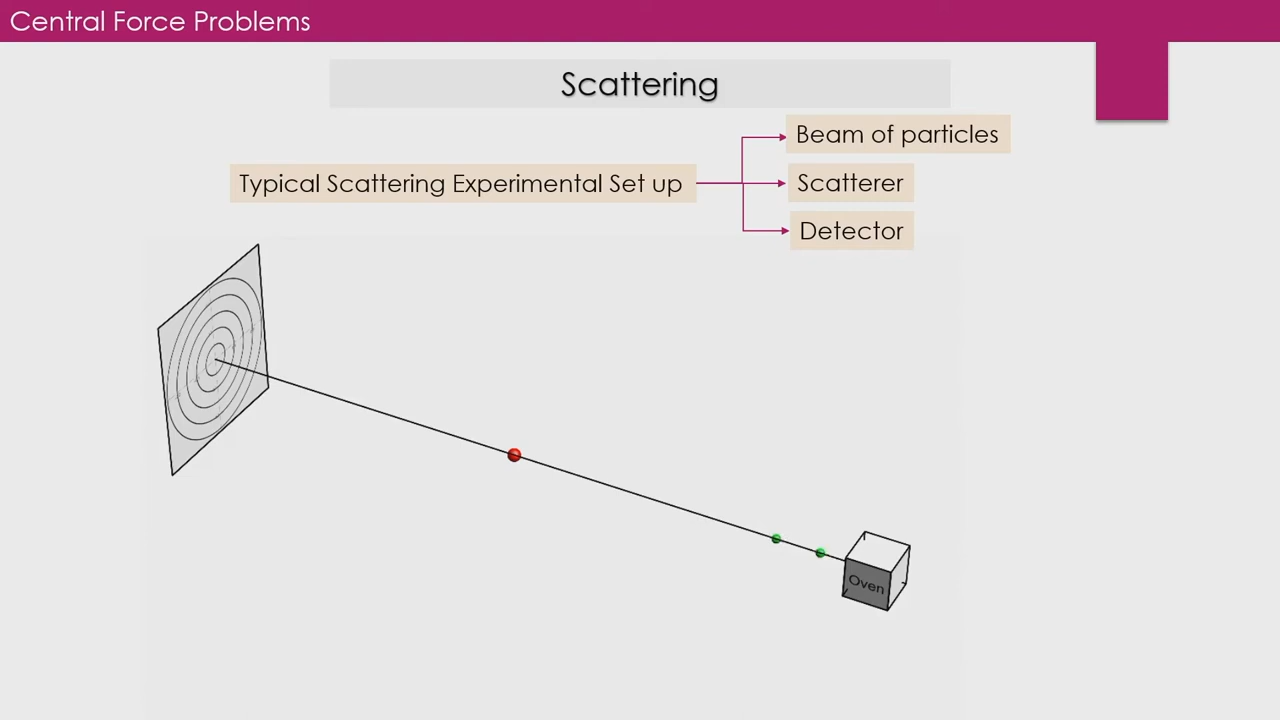 Central Force Problems
Scattering
Beam of particles
Typical Scattering Experimental Set up
Scatterer
Detector
Oven